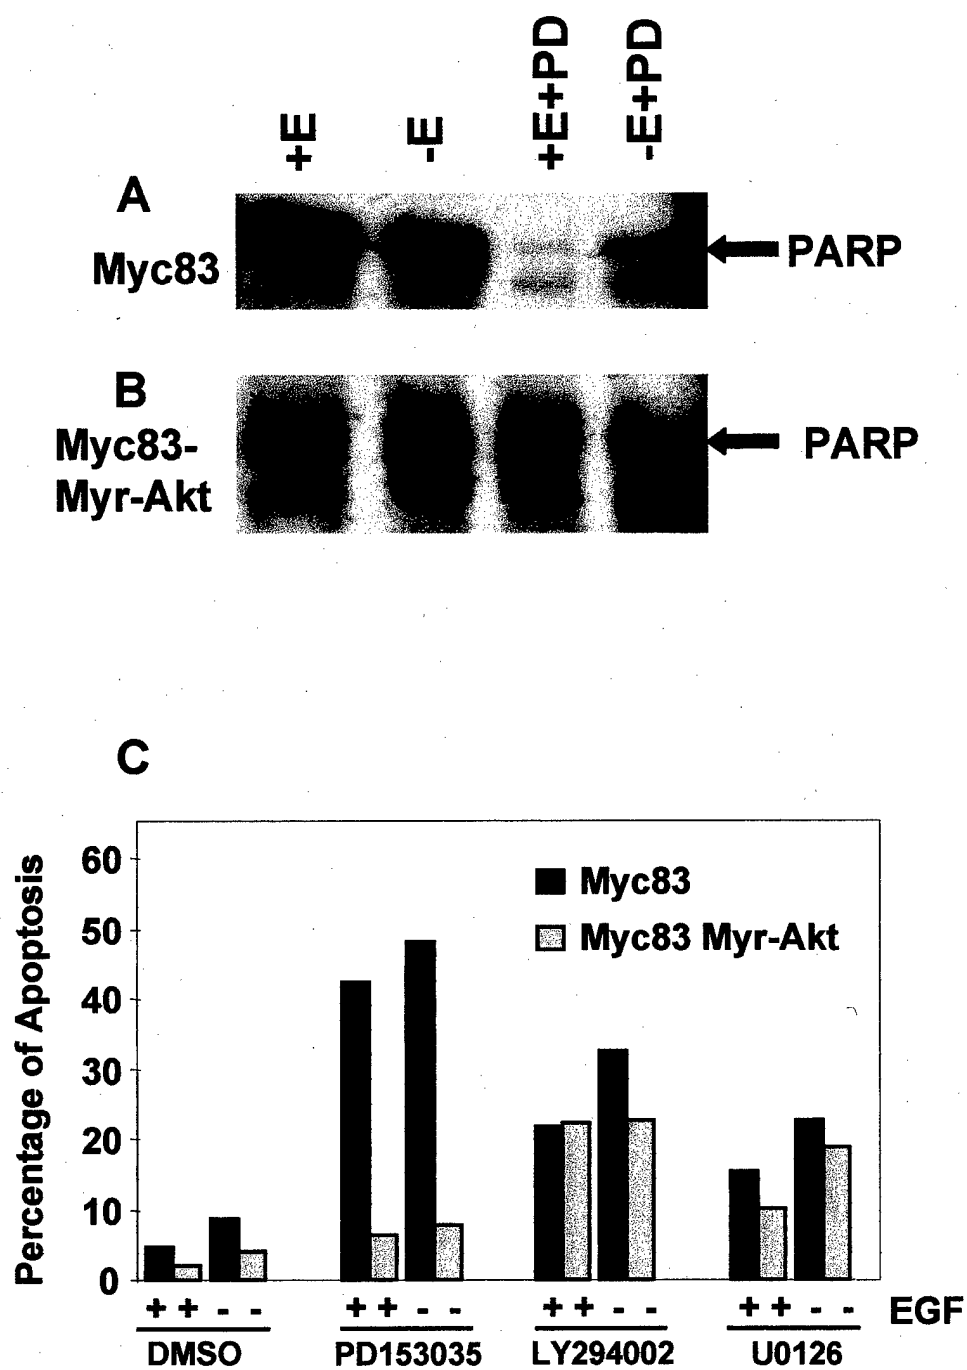 +E -E +E+PD -E+PD
A
Myc83
PARP
B
Myc83-
Myr-Akt
PARP
C
Percentage of Apoptosis
60
50
40
30
20
10
0
Myc83
Myc83 Myr-Akt
+ + - - + + - - + + - - + + - - EGF
DMSO PD153035 LY294002 U0126